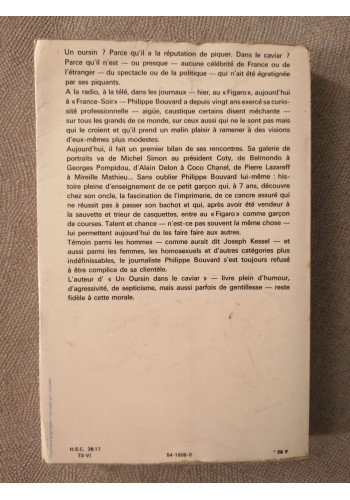 Un oursin ? Parce qu'il a la réputation de piquer. Dans le caviar ?
Parce qu'il n'est — ou presque — aucune célébrité de France ou de
l'étranger — du spectacle ou de la politique — qui n'ait été égratignée
par ses piquants.
A la radio, à la télé, dans les journaux — hier, au « Figaro », aujourd'hui
à « France-Soir » — Philippe Bouvard a depuis vingt ans exercé sa curio-
sité professionnelle — aigüe, caustique certains disent méchante —
sur tous les grands de ce monde, sur ceux aussi qui ne le sont pas mais
qui le croient et qu'il prend un malin plaisir à ramener à des visions
d'eux-mêmes plus modestes.
Aujourd'hui, il fait un premier bilan de ses rencontres. Sa galerie de
portraits va de Michel Simon au président Coty, de Belmondo à
Georges Pompidou, d'Alain Delon à Coco Chanel, de Pierre Lazareff
à Mireille Mathieu... Sans oublier Philippe Bouvard lui-même : his-
toire pleine d'enseignement de ce petit garçon qui, à 7 ans, découvre
chez son oncle, la fascination de l'imprimerie, de ce cancre assuré qui
ne réussit pas à passer son bachot et qui, après avoir été vendeur à
la sauvette et trieur de casquettes, entre au « Figaro » comme garçon
de courses. Talent et chance — n'est-ce pas souvent la même chose —
lui permettent aujourd'hui de les faire faire aux autres.
Témoin parmi les hommes — comme aurait dit Joseph Kessel — et
aussi parmi les femmes, les homosexuels et d'autres catégories plus
indéfinissables, le journaliste Philippe Bouvard s'est toujours refusé
à être complice de sa clientèle.
L'auteur d' « Un Oursin dans le caviar » — livre plein d'humour,
d'agressivité, de septicisme, mais aussi parfois de gentillesse — reste
fidèle à cette morale.
H.S.C. 26.17
73-VI
54-1606-8
* 28 F